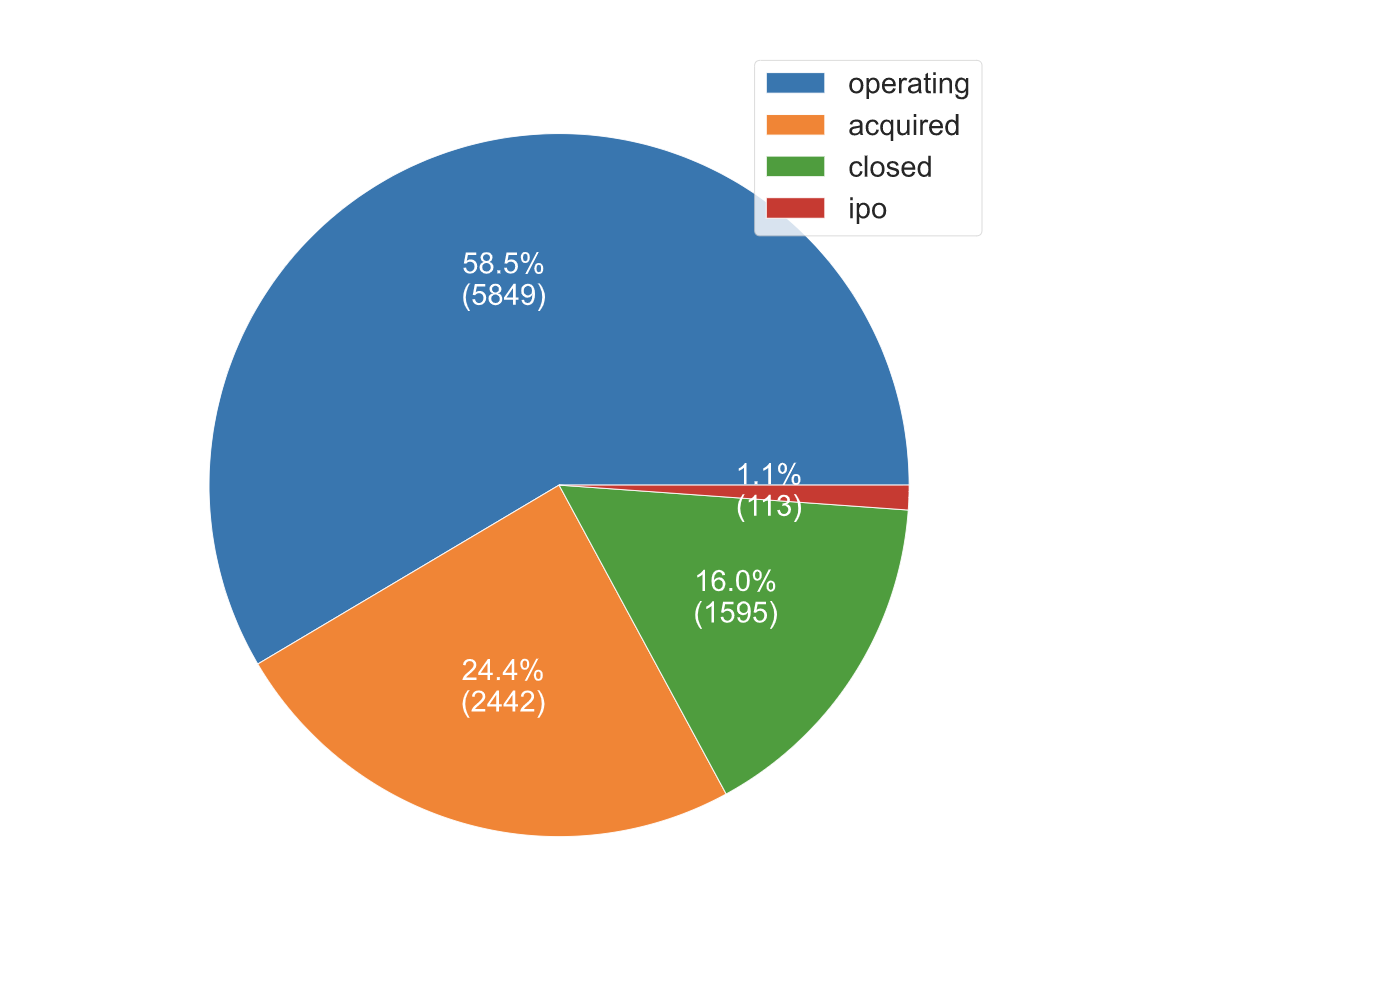 operating
acquired
closed
ipo
58.5%
(5849)
1.1%
(113)
16.0%
(1595)
24.4%
(2442)